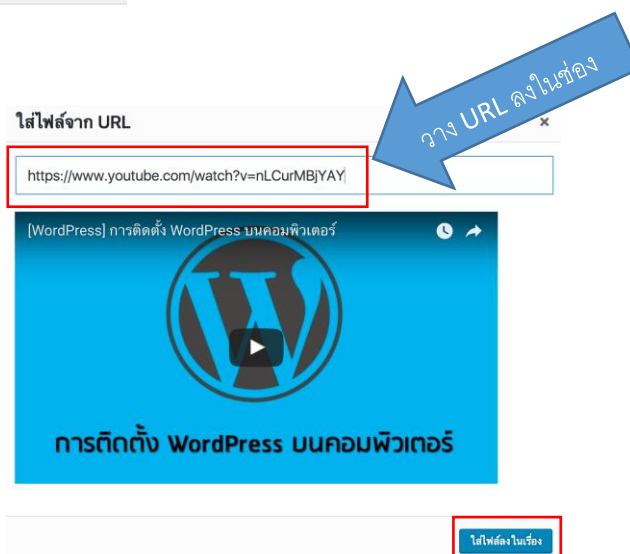 วาง URL ลงในช่อง
ใส่ไฟล์จาก URL
×
https://www.youtube.com/watch?v=nLCurMBjYAY
[WordPress] การติดตั้ง WordPress บนคอมพิวเตอร์
การติดตั้ง WordPress บนคอมพิวเตอร์
ใส่ไฟล์ลงในเรื่อง